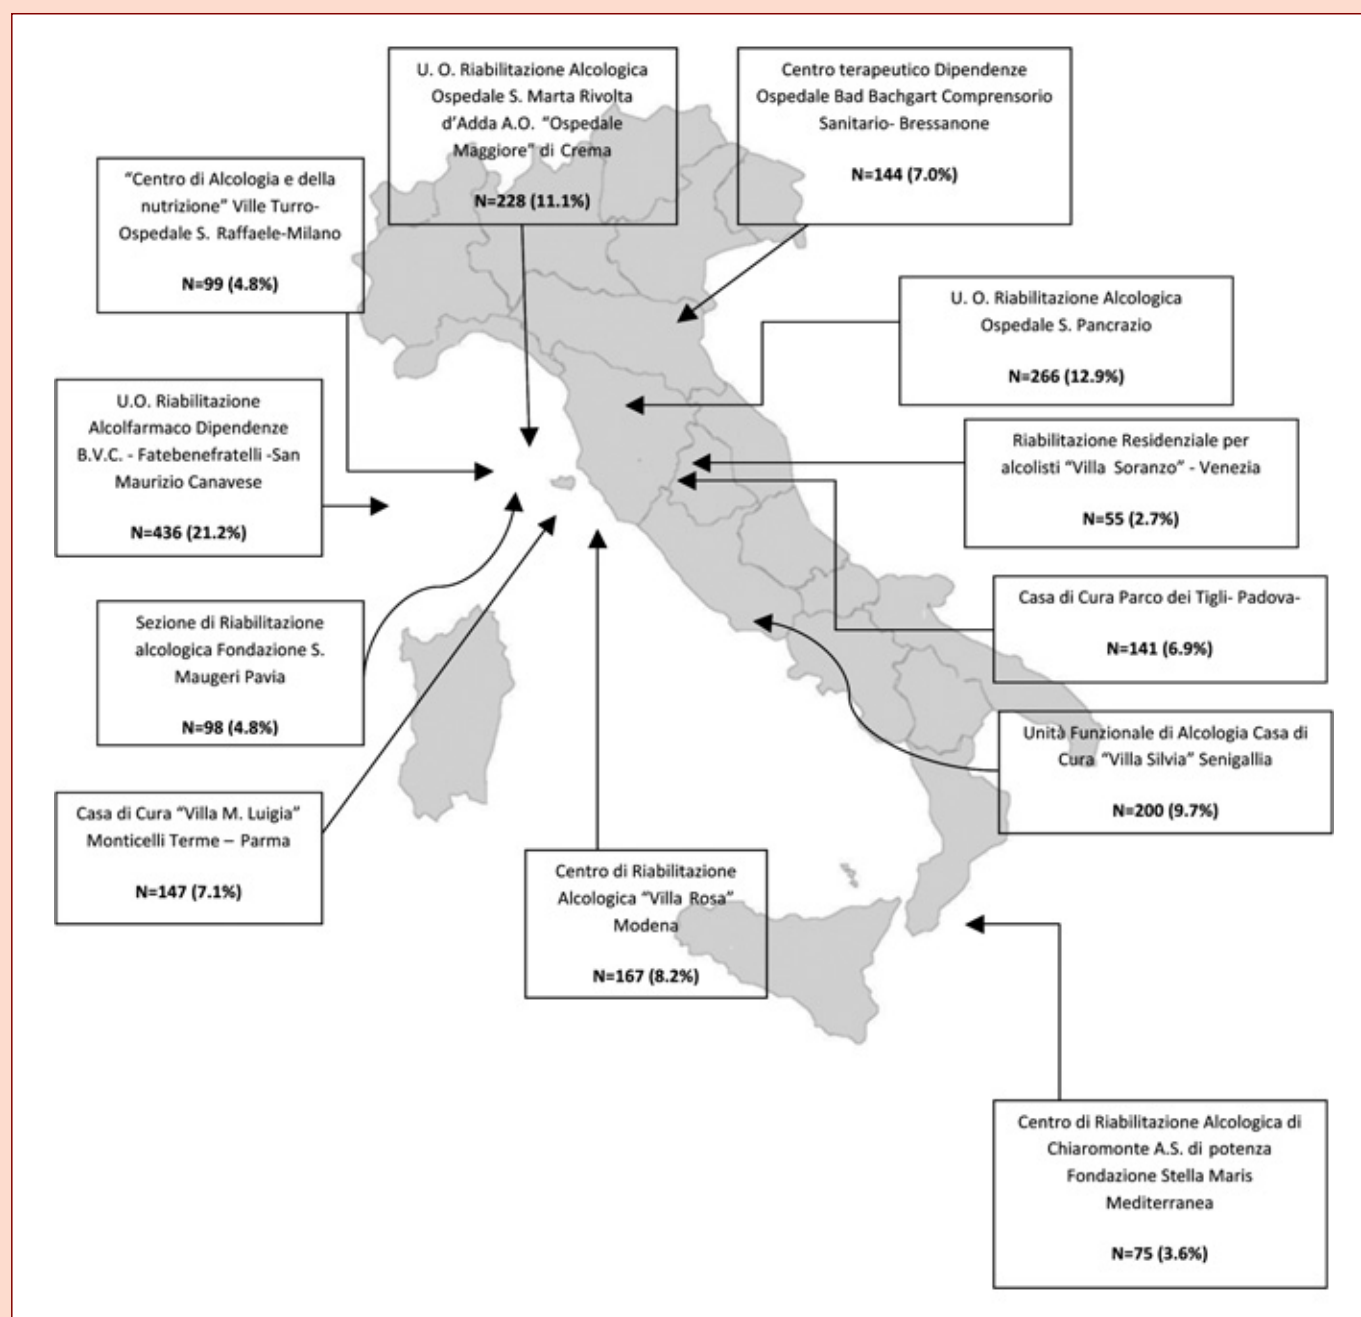 U. O. Riabilitazione Alcologica
Ospedale S. Marta Rivolta
d’Adda A.O. “Ospedale
Maggiore” di Crema
N=228 (11.1%)
Centro terapeutico Dipendenze
Ospedale Bad Bachgart Comprensorio
Sanitario- Bressanone
N=144 (7.0%)
“Centro di Alcologia e della
nutrizione” Ville Turro-
Ospedale S. Raffaele-Milano
N=99 (4.8%)
U. O. Riabilitazione Alcologica
Ospedale S. Pancrazio
N=266 (12.9%)
U.O. Riabilitazione
Alcolfarmaco Dipendenze
B.V.C. - Fatebenefratelli -San
Maurizio Canavese
N=436 (21.2%)
Riabilitazione Residenziale per
alcolisti “Villa Soranzo” - Venezia
N=55 (2.7%)
Casa di Cura Parco dei Tigli- Padova-
N=141 (6.9%)
Sezione di Riabilitazione
alcologica Fondazione S.
Maugeri Pavia
N=98 (4.8%)
Unità Funzionale di Alcologia Casa di
Cura “Villa Silvia” Senigallia
N=200 (9.7%)
Casa di Cura “Villa M. Luigia”
Monticelli Terme – Parma
N=147 (7.1%)
Centro di Riabilitazione
Alcologica “Villa Rosa”
Modena
N=167 (8.2%)
Centro di Riabilitazione Alcologica di
Chiaromonte A.S. di potenza
Fondazione Stella Maris
Mediterranea
N=75 (3.6%)